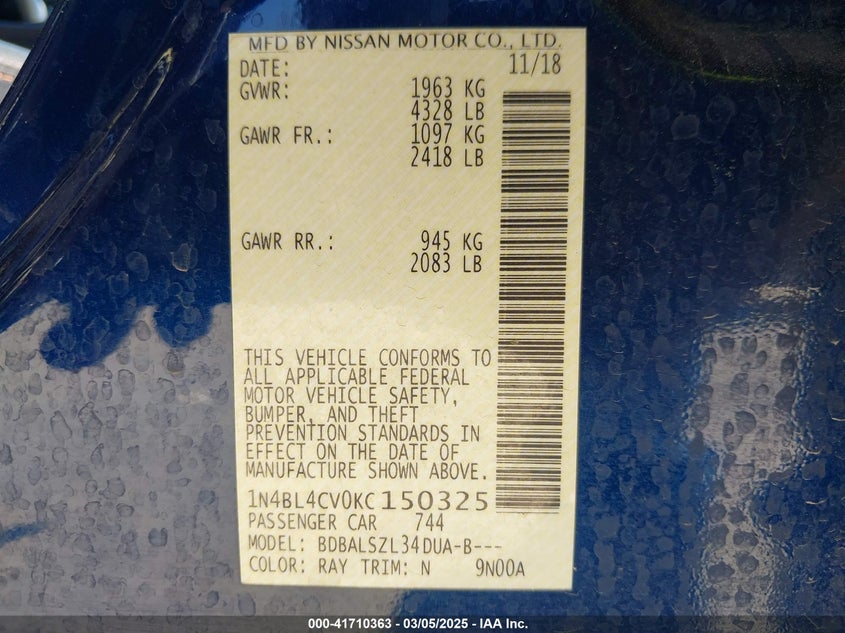 MFD BY NISSAN MOTOR CO., LTD.
DATE: 11/18
GVWR: 1963 KG
4328 LB
GAWR FR.: 1097 KG
2418 LB
GAWR RR.: 945 KG
2083 LB
THIS VEHICLE CONFORMS TO
ALL APPLICABLE FEDERAL
MOTOR VEHICLE SAFETY,
BUMPER, AND THEFT
PREVENTION STANDARDS IN
EFFECT ON THE DATE OF
MANUFACTURE SHOWN ABOVE.
1N4BL4CV0KC150325
PASSENGER CAR 744
MODEL: BDBALSZL34DUA-B---
COLOR: RAY TRIM: N 9N00A
000-41710363 — 03/05/2025 — IAA Inc.